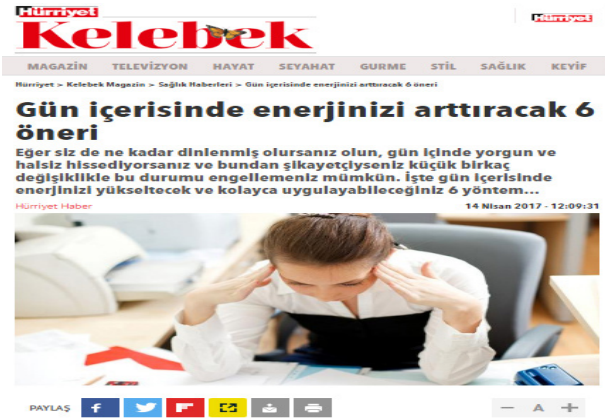 Hürriyet
Kelebek
Hürriyet
MAGAZİN TELEVİZYON HAYAT SEYAHAT GURME STİL SAĞLIK KEYİF
Hürriyet > Kelebek Magazin > Sağlık Haberleri > Gün içerisinde enerjinizi arttıracak 6 öneri
Gün içerisinde enerjinizi arttıracak 6
öneri
Eğer siz de ne kadar dinlenmiş olursanız olun, gün içinde yorgun ve
halsiz hissediyorsanız ve bundan şikayetçiyseniz küçük birkaç
değişiklikle bu durumu engellemeniz mümkün. İşte gün içerisinde
enerjinizi yükseltecek ve kolayca uygulayabileceğiniz 6 yöntem...
Hürriyet Haber 14 Nisan 2017 - 12:09:31
PAYLAŞ f — A +